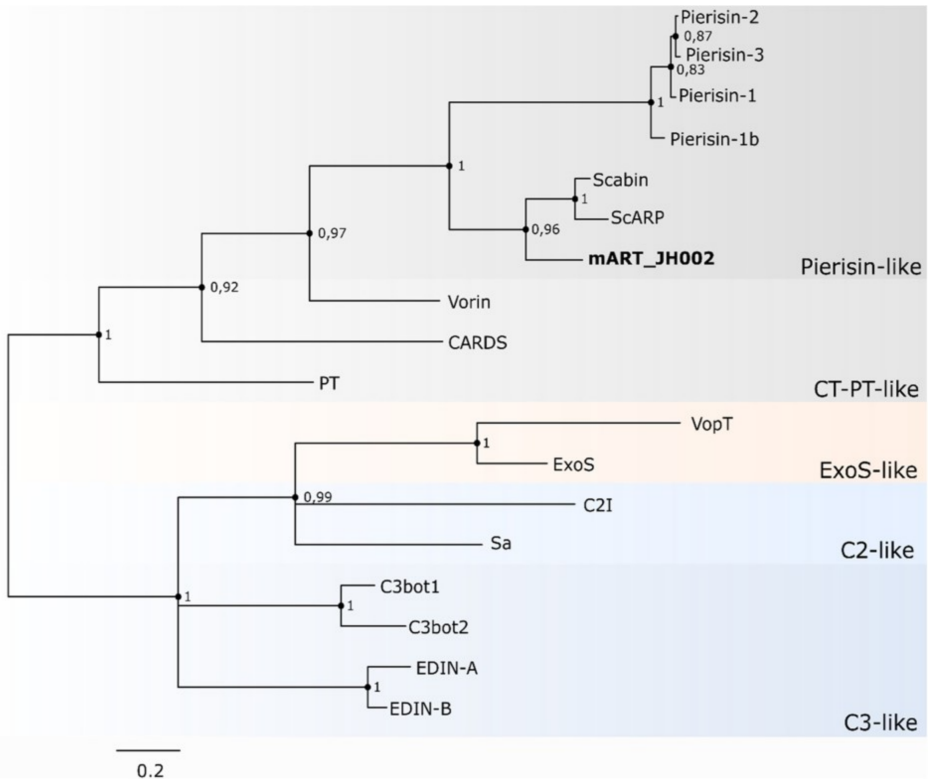 Pierisin-2
0,87
Pierisin-3
0,83
Pierisin-1
1
Pierisin-1b
1
Scabin
1
ScARP
0,96
mART_JH002
Pierisin-like
0,97
Vorin
0,92
CARDS
1
PT
CT-PT-like
VopT
1
ExoS
ExoS-like
0,99
C2I
Sa
C2-like
C3bot1
1
1
C3bot2
EDIN-A
1
EDIN-B
C3-like
0.2